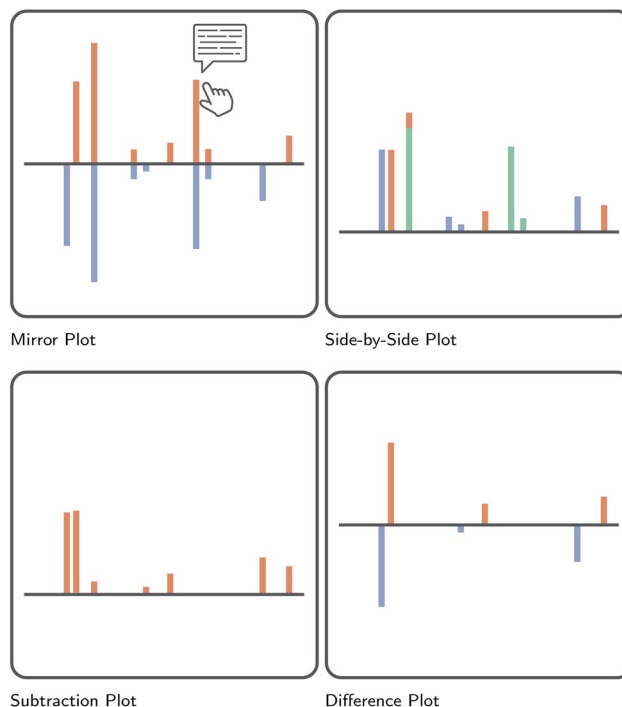 Mirror Plot
Side-by-Side Plot
Subtraction Plot
Difference Plot